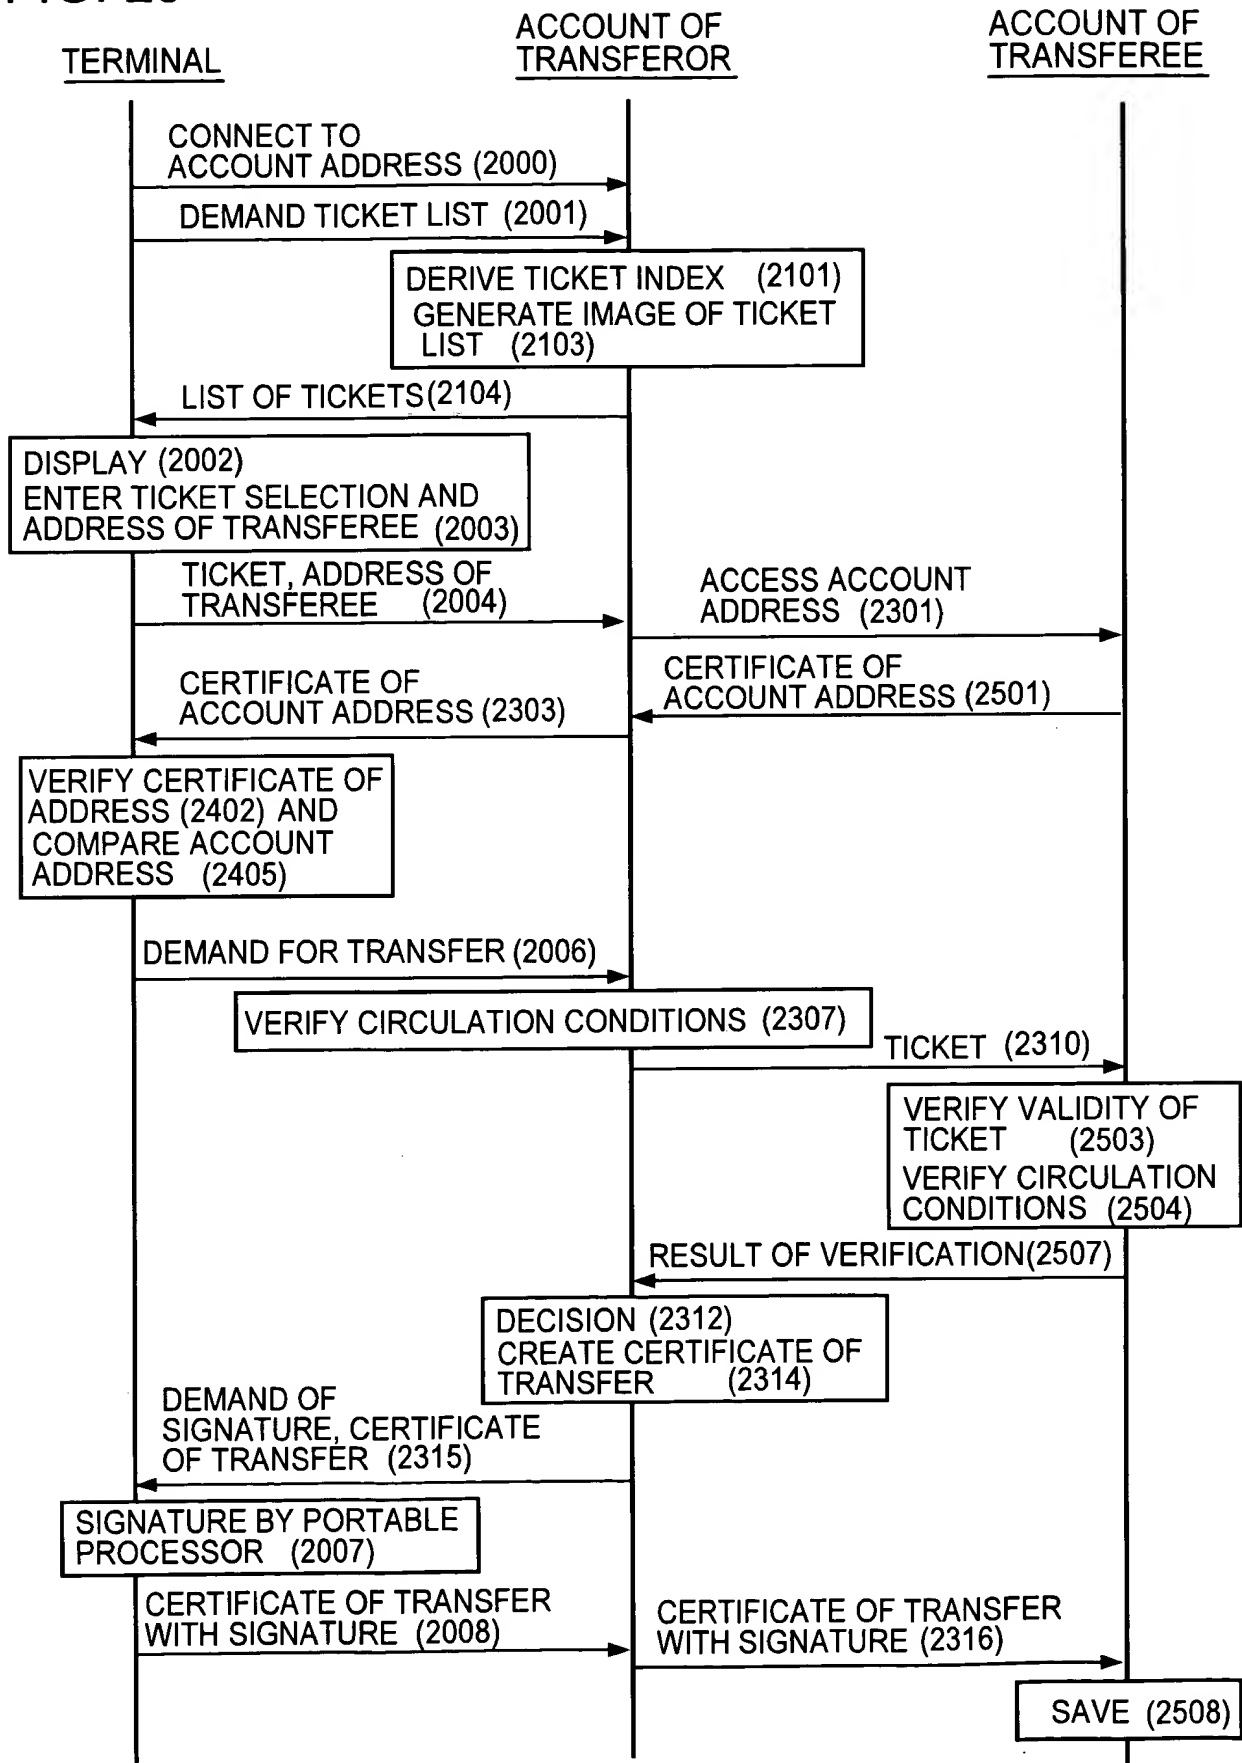 ACCOUNT OF
TRANSFEROR
ACCOUNT OF
TRANSFEREE
TERMINAL
CONNECT TO
ACCOUNT ADDRESS (2000)
DEMAND TICKET LIST (2001)
DERIVE TICKET INDEX (2101)
GENERATE IMAGE OF TICKET
LIST (2103)
LIST OF TICKETS(2104)
DISPLAY (2002)
ENTER TICKET SELECTION AND
ADDRESS OF TRANSFEREE (2003)
TICKET, ADDRESS OF
TRANSFEREE (2004)
ACCESS ACCOUNT
ADDRESS (2301)
CERTIFICATE OF
ACCOUNT ADDRESS (2501)
CERTIFICATE OF
ACCOUNT ADDRESS (2303)
VERIFY CERTIFICATE OF
ADDRESS (2402) AND
COMPARE ACCOUNT
ADDRESS (2405)
DEMAND FOR TRANSFER (2006)
VERIFY CIRCULATION CONDITIONS (2307)
TICKET (2310)
VERIFY VALIDITY OF
TICKET (2503)
VERIFY CIRCULATION
CONDITIONS (2504)
RESULT OF VERIFICATION(2507)
DECISION (2312)
CREATE CERTIFICATE OF
TRANSFER (2314)
DEMAND OF
SIGNATURE, CERTIFICATE
OF TRANSFER (2315)
SIGNATURE BY PORTABLE
PROCESSOR (2007)
CERTIFICATE OF TRANSFER
WITH SIGNATURE (2008)
CERTIFICATE OF TRANSFER
WITH SIGNATURE (2316)
SAVE (2508)